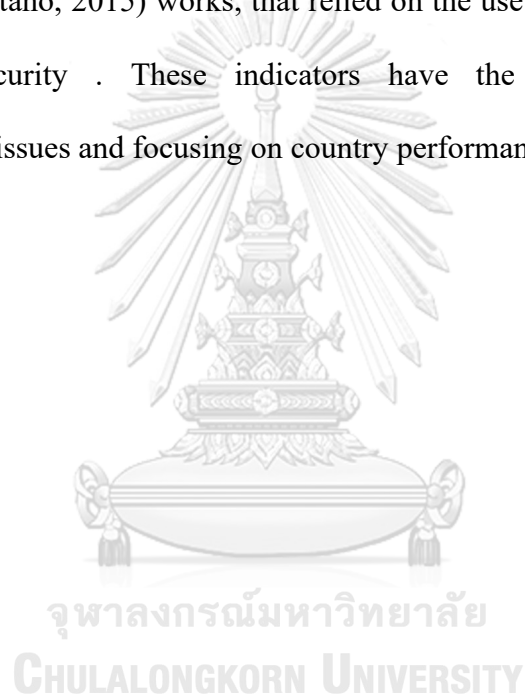 tano, 2015) works, that relied on the use
curity . These indicators have the
issues and focusing on country performan
จุฬาลงกรณ์มหาวิทยาลัย
CHULALONGKORN UNIVERSITY